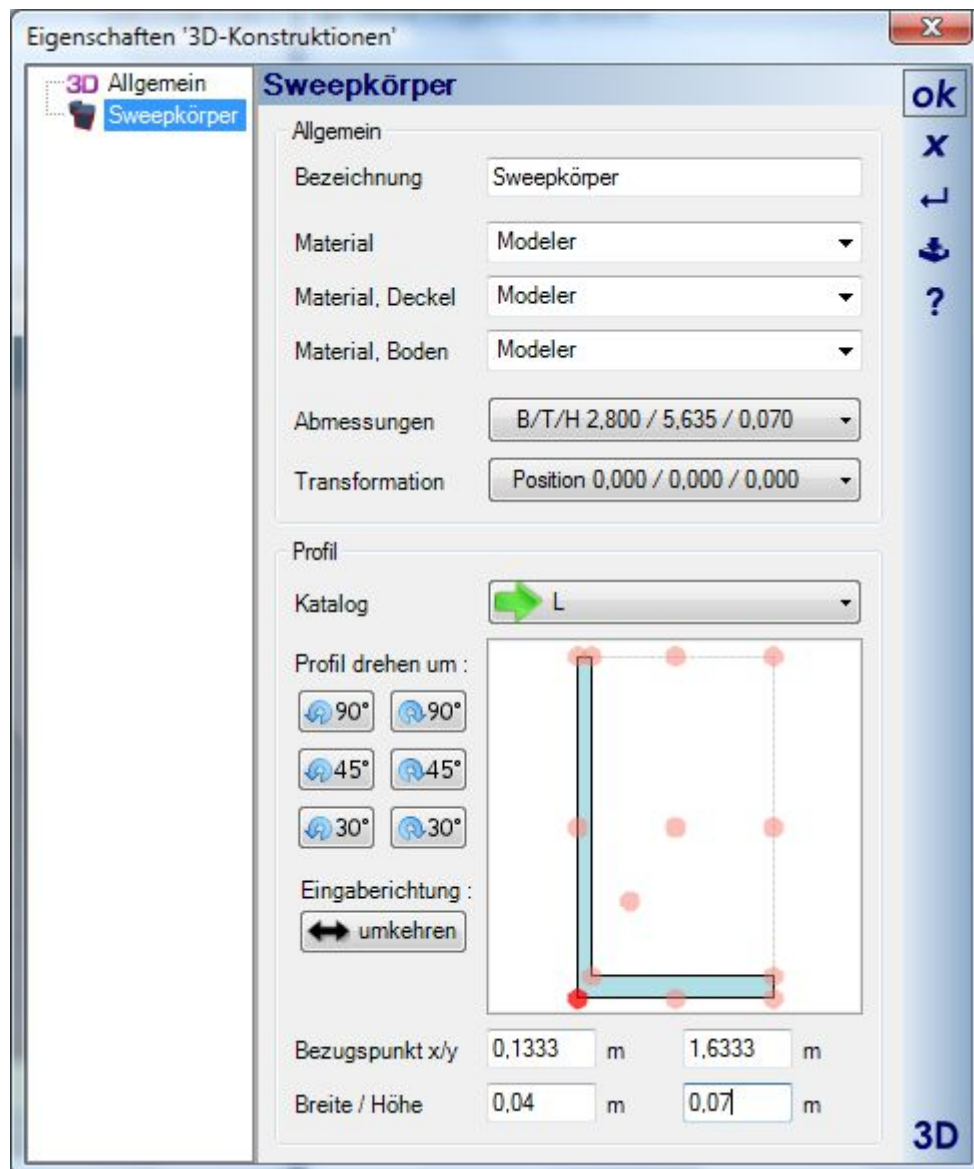 Eigenschaften '3D-Konstruktionen'
3D Allgemein
Sweepkörper
Sweepkörper
ok
x
?
Allgemein
Bezeichnung Sweepkörper
Material Modeler
Material, Deckel Modeler
Material, Boden Modeler
Abmessungen B/T/H 2,800 / 5,635 / 0,070
Transformation Position 0,000 / 0,000 / 0,000
Profil
Katalog L
Profil drehen um :
90° 90°
45° 45°
30° 30°
Eingaberichtung :
umkehren
Bezugspunkt x/y 0,1333 m 1,6333 m
Breite / Höhe 0,04 m 0,07 m
3D